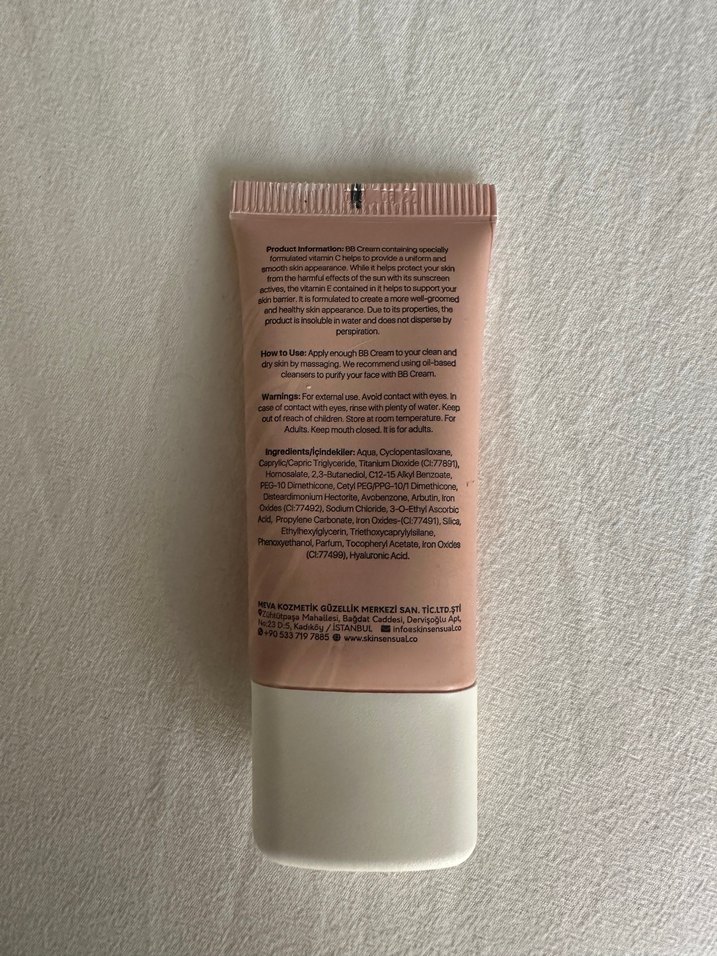 Product Information: BB Cream containing specially
formulated vitamin C helps to provide a uniform and
smooth skin appearance. While it helps protect your skin
from the harmful effects of the sun with its sunscreen
actives, the vitamin E contained in it helps to support your
skin barrier. It is formulated to create a more well-groomed
and healthy skin appearance. Due to its properties, the
product is insoluble in water and does not disperse by
perspiration.
How to Use: Apply enough BB Cream to your clean and
dry skin by massaging. We recommend using oil-based
cleansers to purify your face with BB Cream.
Warnings: For external use. Avoid contact with eyes. In
case of contact with eyes, rinse with plenty of water. Keep
out of reach of children. Store at room temperature. For
Adults. Keep mouth closed. It is for adults.
Ingredients/İçindekiler: Aqua, Cyclopentasiloxane,
Caprylic/Capric Triglyceride, Titanium Dioxide (CI:77891),
Homosalate, 2,3-Butanediol, C12-15 Alkyl Benzoate,
PEG-10 Dimethicone, Cetyl PEG/PPG-10/1 Dimethicone,
Disteardimonium Hectorite, Avobenzone, Arbutin, Iron
Oxides (CI:77492), Sodium Chloride, 3-O-Ethyl Ascorbic
Acid, Propylene Carbonate, Iron Oxides-(CI:77491), Silica,
Ethylhexylglycerin, Triethoxycaprylylsilane,
Phenoxyethanol, Parfum, Tocopheryl Acetate, Iron Oxides
(CI:77499), Hyaluronic Acid.
MEVA KOZMETİK GÜZELLİK MERKEZİ SAN. TİC.LTD.ŞTİ
Zühtütpaşa Mahallesi, Bağdat Caddesi, Dervişoğlu Apt,
No:23 D:5, Kadıköy / İSTANBUL info@skinsensual.co
+90 533 719 7885 www.skinsensual.co